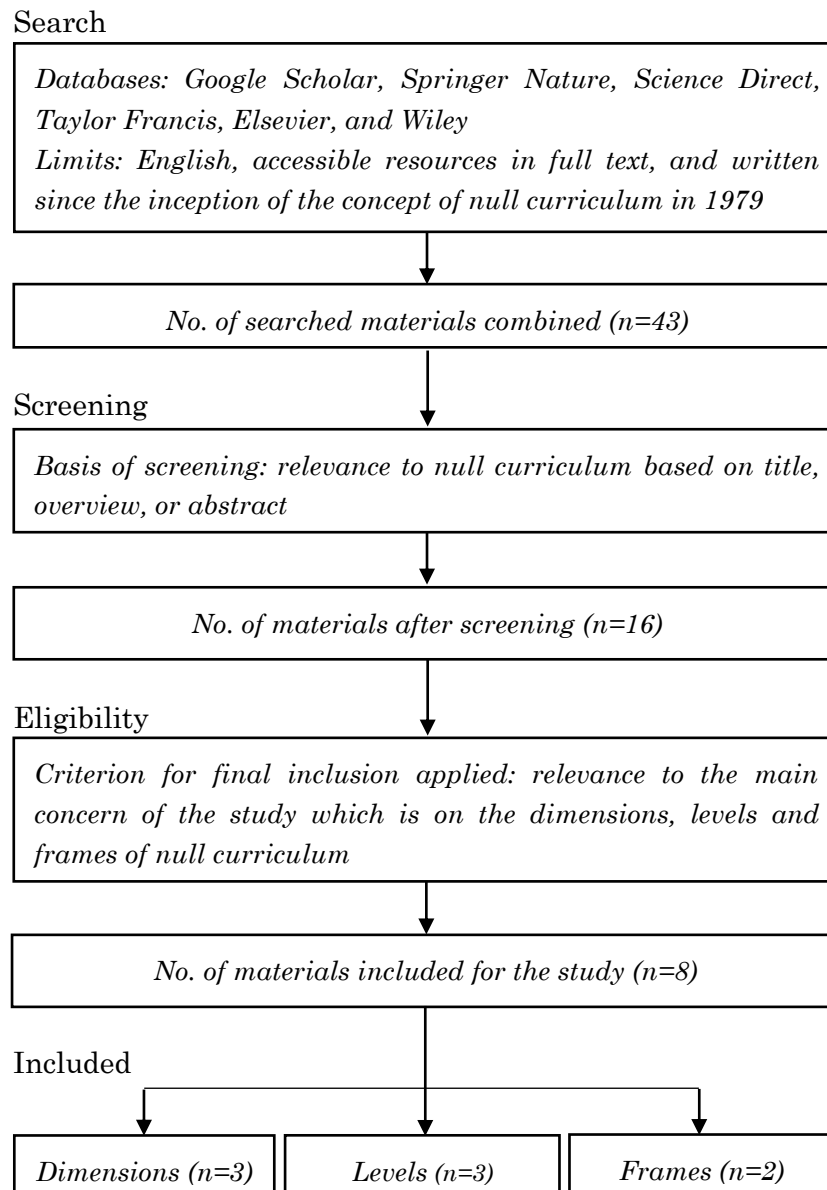 Search
Databases: Google Scholar, Springer Nature, Science Direct,
Taylor Francis, Elsevier, and Wiley
Limits: English, accessible resources in full text, and written
since the inception of the concept of null curriculum in 1979
No. of searched materials combined (n=43)
Screening
Basis of screening: relevance to null curriculum based on title,
overview, or abstract
No. of materials after screening (n=16)
Eligibility
Criterion for final inclusion applied: relevance to the main
concern of the study which is on the dimensions, levels and
frames of null curriculum
No. of materials included for the study (n=8)
Included
Dimensions (n=3)
Levels (n=3)
Frames (n=2)